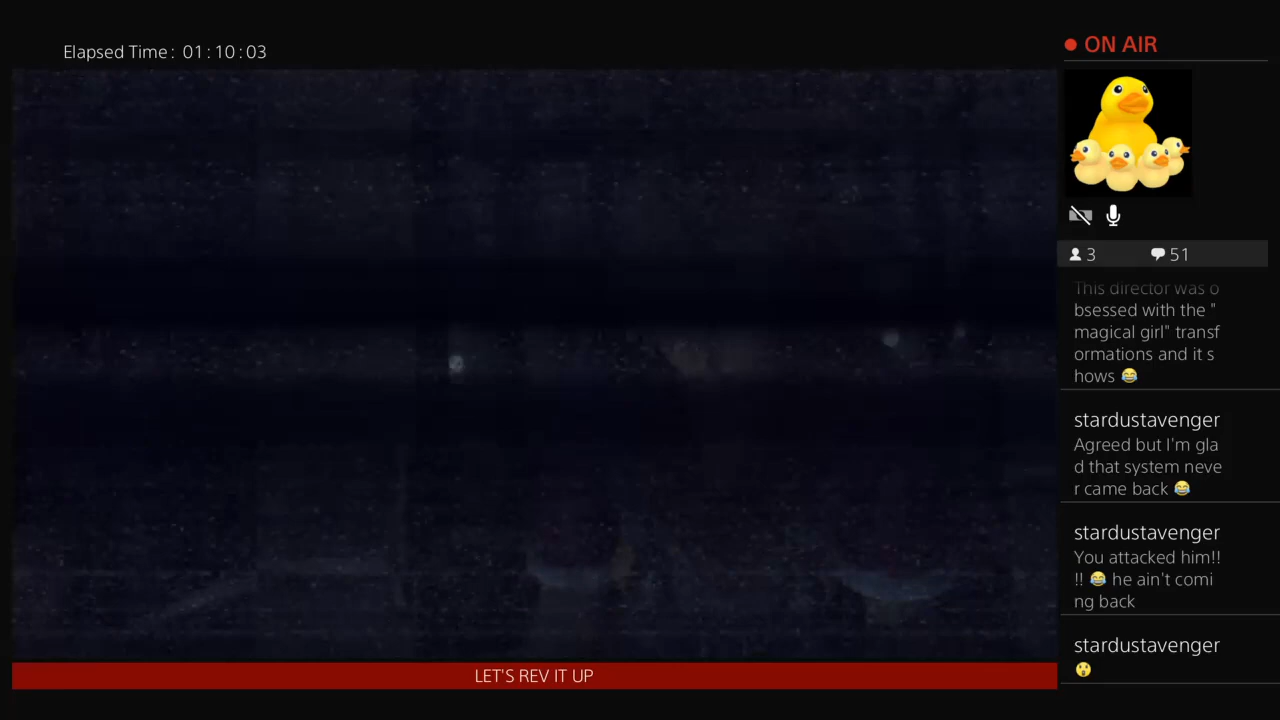 Elapsed Time: 01:10:03
ON AIR
3 51
This director was o
bsessed with the "
magical girl" transf
ormations and it s
hows 😂
stardustavenger
Agreed but I'm gla
d that system neve
r came back 😂
stardustavenger
You attacked him!!
!! 😂 he ain't comi
ng back
stardustavenger
😲
LET'S REV IT UP